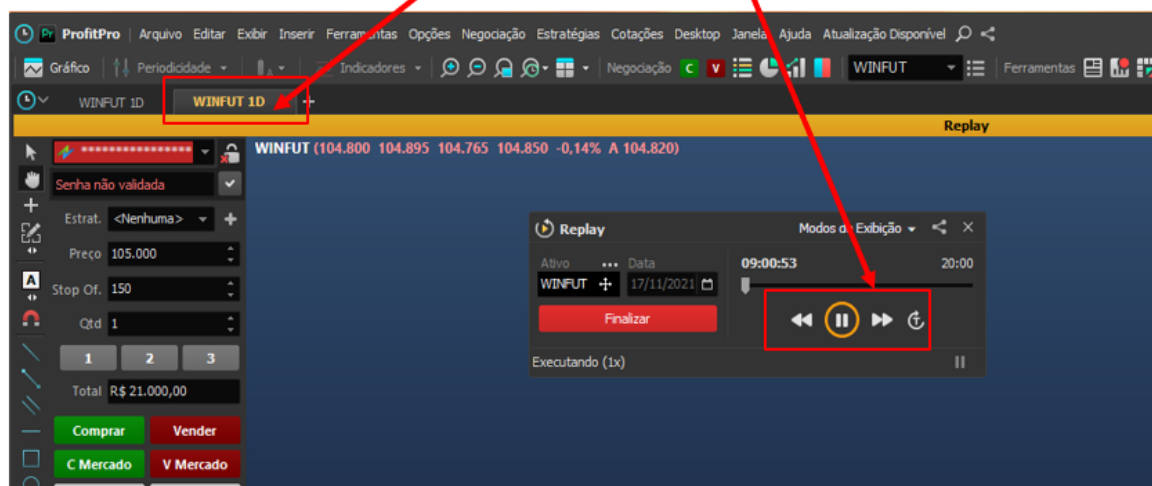 Pr ProfitPro | Arquivo Editar Exibir Inserir Ferramentas Opções Negociação Estratégias Cotações Desktop Janela Ajuda Atualização Disponível
Gráfico Periodicidade Indicadores Negociação C V WINFUT Ferramentas
WINFUT 1D WINFUT 1D +
Replay
**************** WINFUT (104.800 104.895 104.765 104.850 -0,14% A 104.820)
Senha não validada
Estrat. <Nenhuma> +
Replay Modos de Exibição
Preço 105.000
Ativo ... Data 09:00:53 20:00
WINFUT 17/11/2021
A
Stop Of. 150
Finalizar
Qtd 1
1 2 3
Executando (1x)
Total R$ 21.000,00
Comprar Vender
C Mercado V Mercado